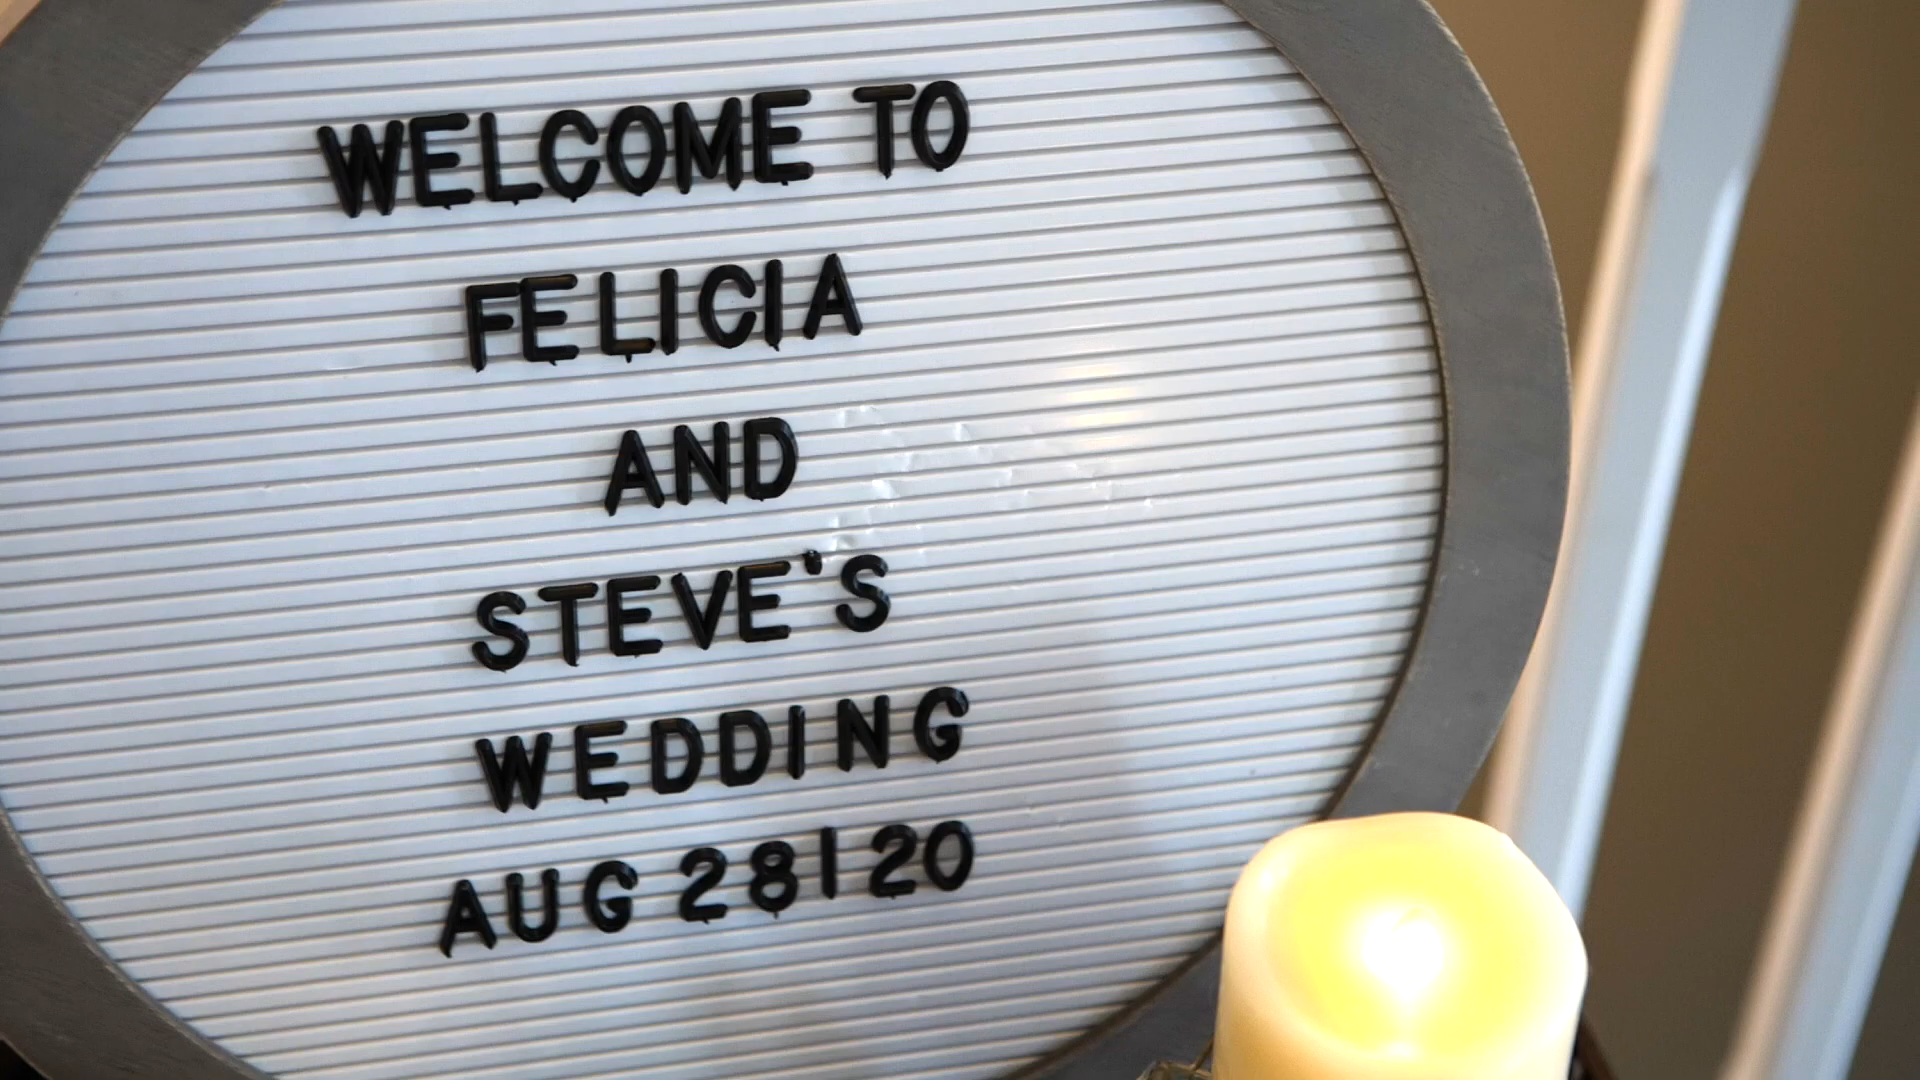 WELCOME TO
FELICIA
AND
STEVE'S
WEDDING
AUG 28|20